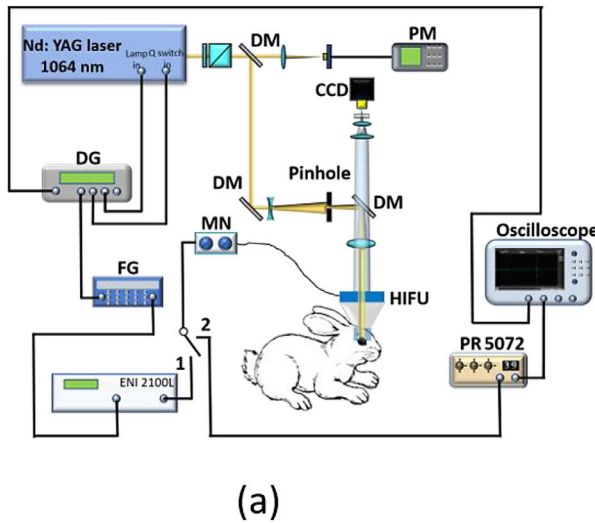 Nd: YAG laser
1064 nm
Lamp in
Q switch in
DM
PM
CCD
DG
Pinhole
DM
DM
MN
Oscilloscope
FG
HIFU
2
1
PR 5072
39
ENI 2100L
(a)